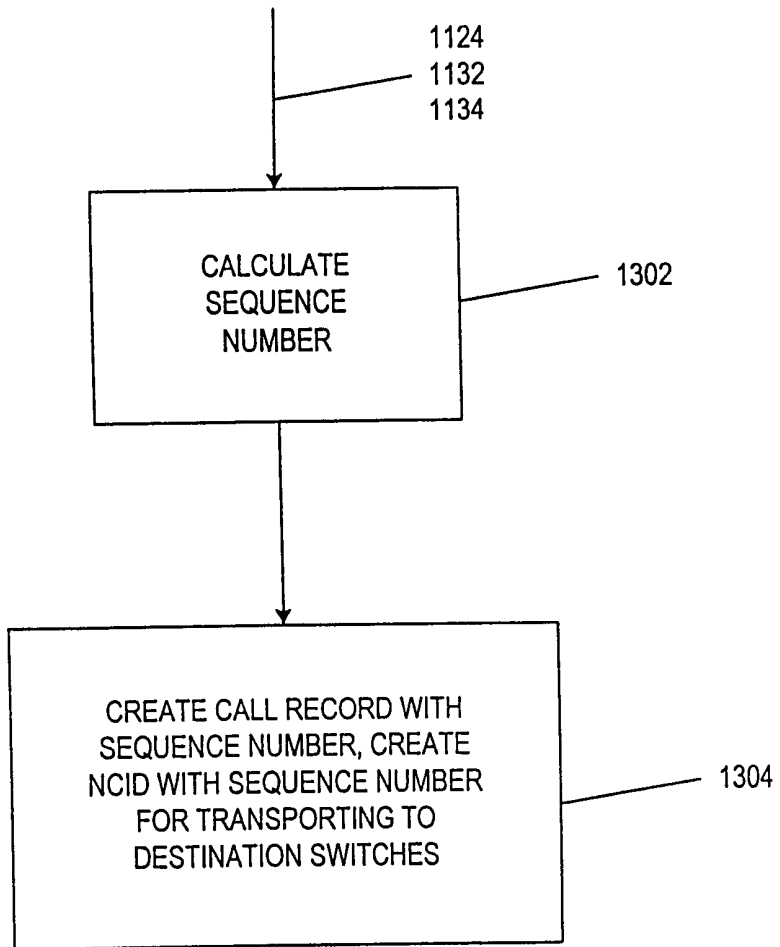 1124
1132
1134
CALCULATE
SEQUENCE
NUMBER
1302
CREATE CALL RECORD WITH
SEQUENCE NUMBER, CREATE
NCID WITH SEQUENCE NUMBER
FOR TRANSPORTING TO
DESTINATION SWITCHES
1304